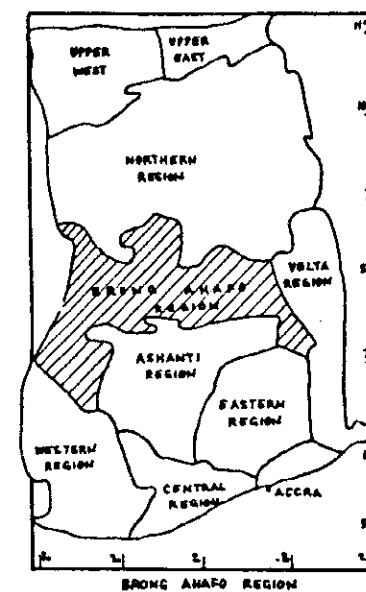 UPPER
WEST
UPPER
EAST
NORTHERN
REGION
VOLTA
REGION
BRONG AHAFO
REGION
ASHANTI
REGION
EASTERN
REGION
WESTERN
REGION
CENTRAL
REGION
ACCRA
BRONG AHAFO REGION